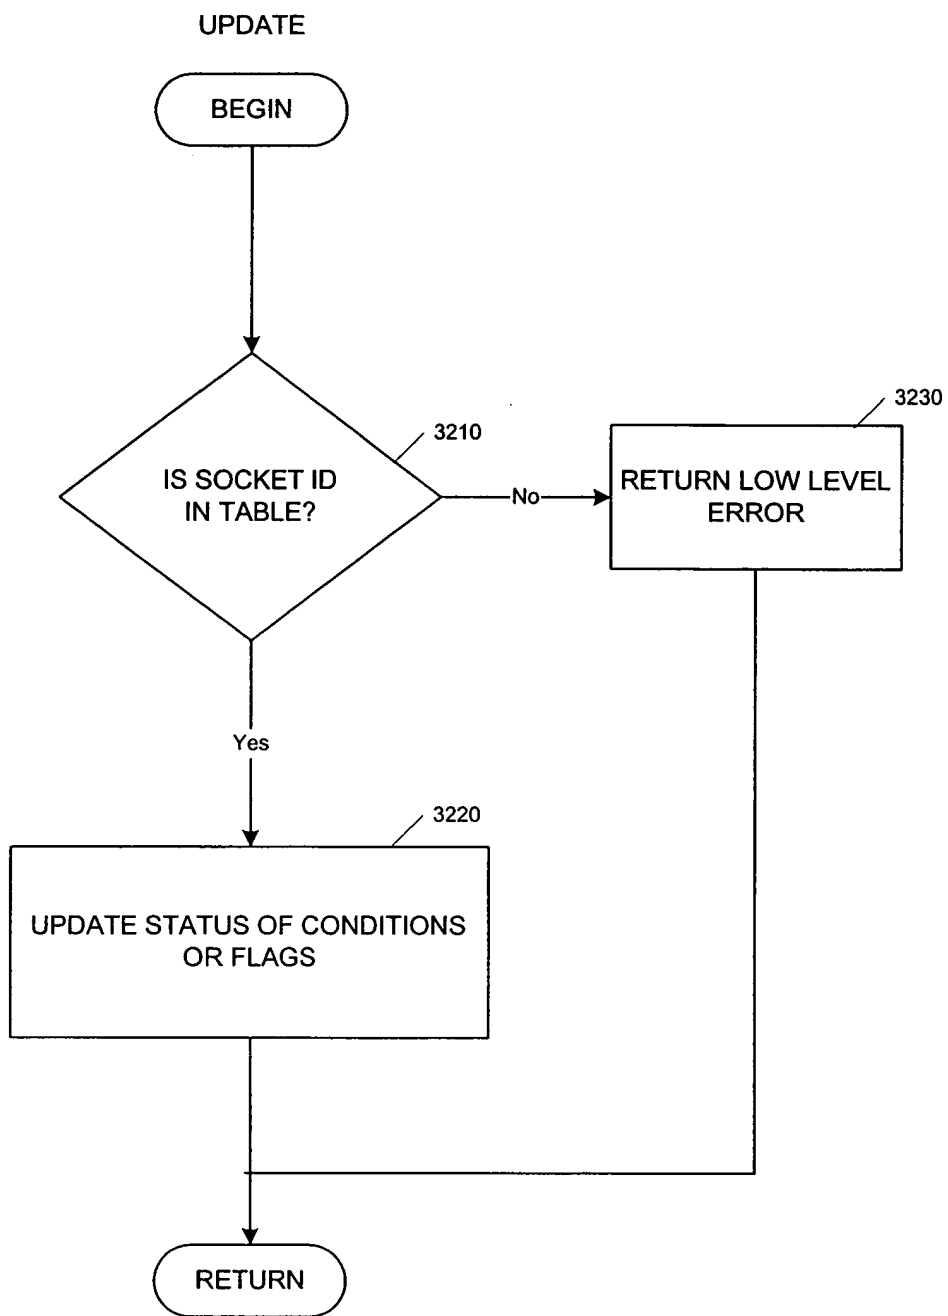 UPDATE
BEGIN
3210
IS SOCKET ID
IN TABLE?
No
3230
RETURN LOW LEVEL
ERROR
Yes
3220
UPDATE STATUS OF CONDITIONS
OR FLAGS
RETURN